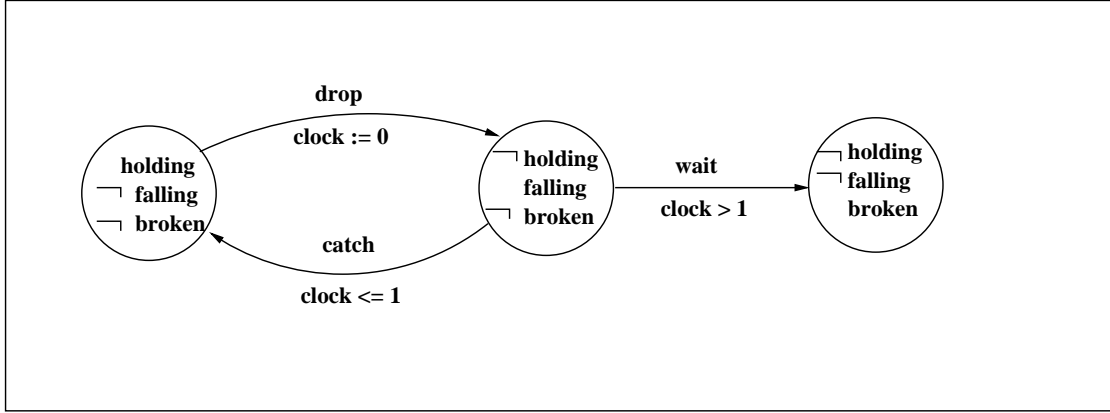 drop
clock := 0
holding
¬ falling
¬ broken
catch
clock <= 1
¬ holding
falling
¬ broken
wait
clock > 1
¬ holding
¬ falling
broken